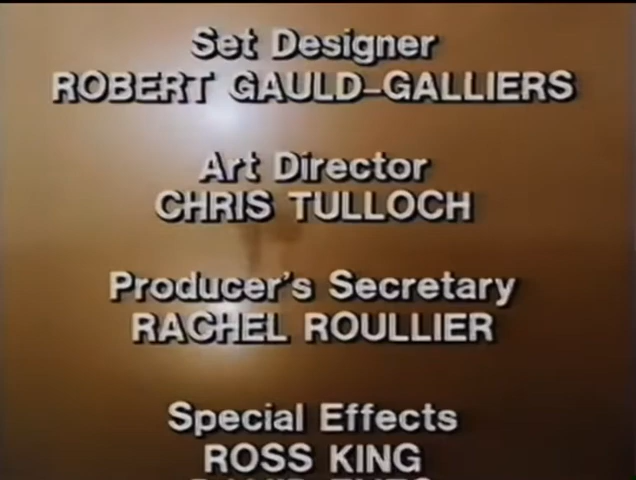 Set Designer
ROBERT GAULD-GALLIERS
Art Director
CHRIS TULLOCH
Producer's Secretary
RACHEL ROULLIER
Special Effects
ROSS KING